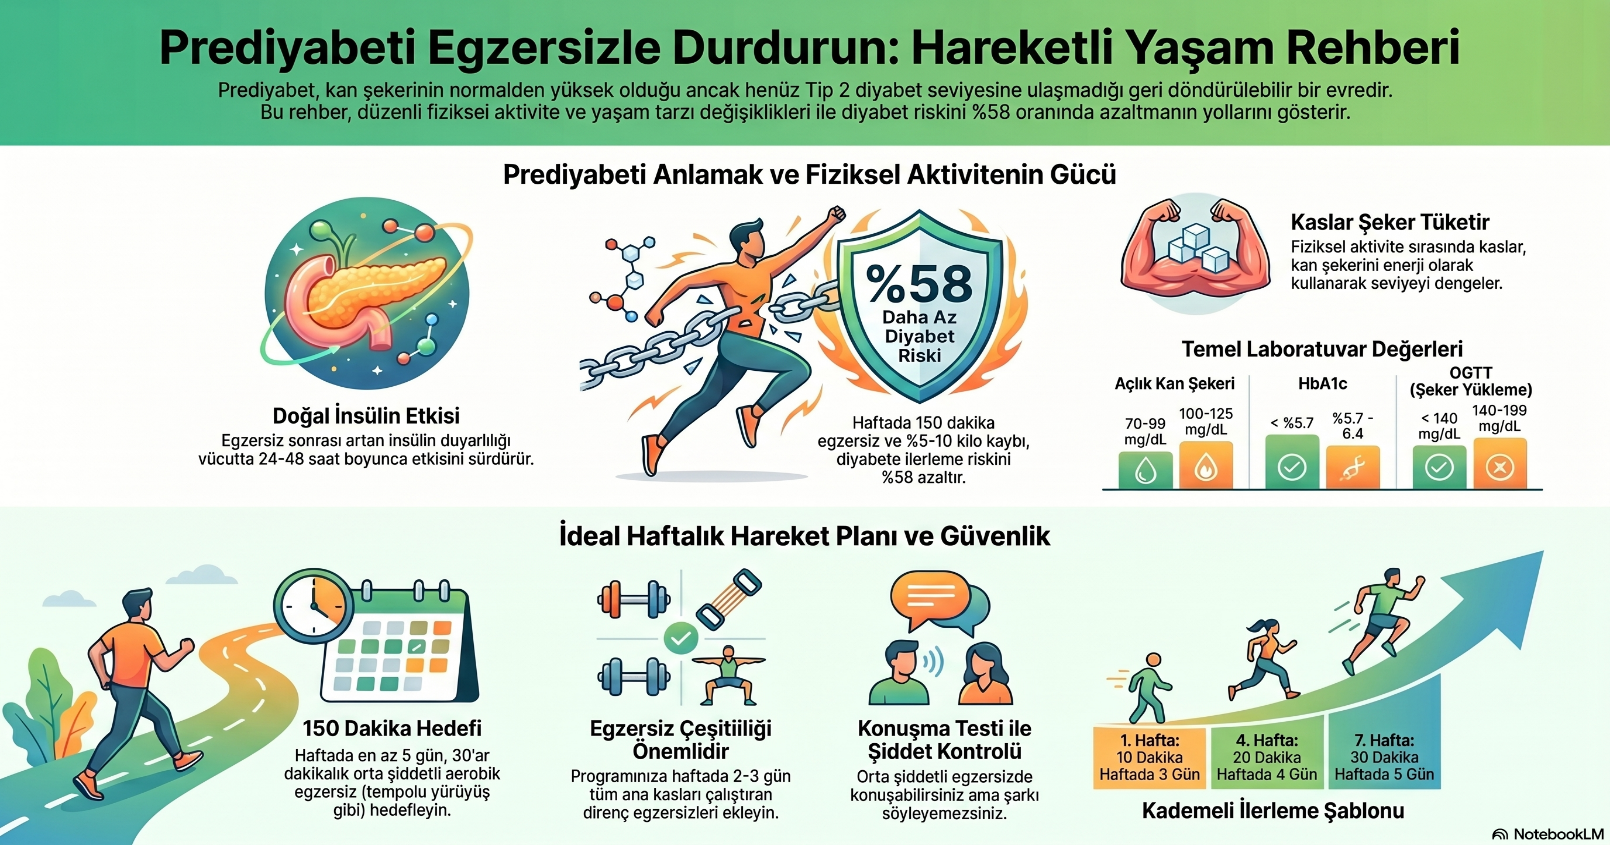 Prediyabeti Egzersizle Durdurun: Hareketli Yaşam Rehberi
Prediyabet, kan şekerinin normalden yüksek olduğu ancak henüz Tip 2 diyabet seviyesine ulaşmadığı geri döndürülebilir bir evredir.
Bu rehber, düzenli fiziksei aktivite ve yaşam tarzı değişiklikleri ile diyabet riskini %58 oranında azaltmanın yollarını gösterir.
Prediyabeti Anlamak ve Fiziksel Aktivitenin Gücü
Doğal İnsülin Etkisi
Egzersiz sonrası artan insülin duyarlılığı
vücutta 24-48 saat boyunca etkisini sürdürür.
%58
Daha Az
Diyabet
Riski
Haftada 150 dakika
egzersiz ve %5-10 kilo kaybı,
diyabete ilerleme riskini
%58 azaltır.
Kaslar Şeker Tüketir
Fiziksel aktivite sırasında kaslar,
kan şekerini enerji olarak
kullanarak seviyeyi dengeler.
Temel Laboratuvar Değerleri
Açlık Kan Şekeri
70-99
mg/dL
100-125
mg/dL
HbA1c
< %5.7
%5.7 -
6.4
OGTT
(Şeker Yükleme)
< 140
mg/dL
140-199
mg/dL
İdeal Haftalık Hareket Planı ve Güvenlik
150 Dakika Hedefi
Haftada en az 5 gün, 30'ar
dakikalık orta şiddetli aerobik
egzersiz (tempolu yürüyüş
gibi) hedefleyin.
Egzersiz Çeşitiiliği
Önemlidir
Programınıza haftada 2-3 gün
tüm ana kasları çalıştıran
direnç egzersizleri ekleyin.
Konuşma Testi ile
Şiddet Kontrolü
Orta şiddetli egzersizde
konuşabilirsiniz ama şarkı
söyleyemezsiniz.
1. Hafta:
10 Dakika
Haftada 3 Gün
4. Hafta:
20 Dakika
Haftada 4 Gün
7. Hafta:
30 Dakika
Haftada 5 Gün
Kademeli İlerleme Şablonu
NotebookLM